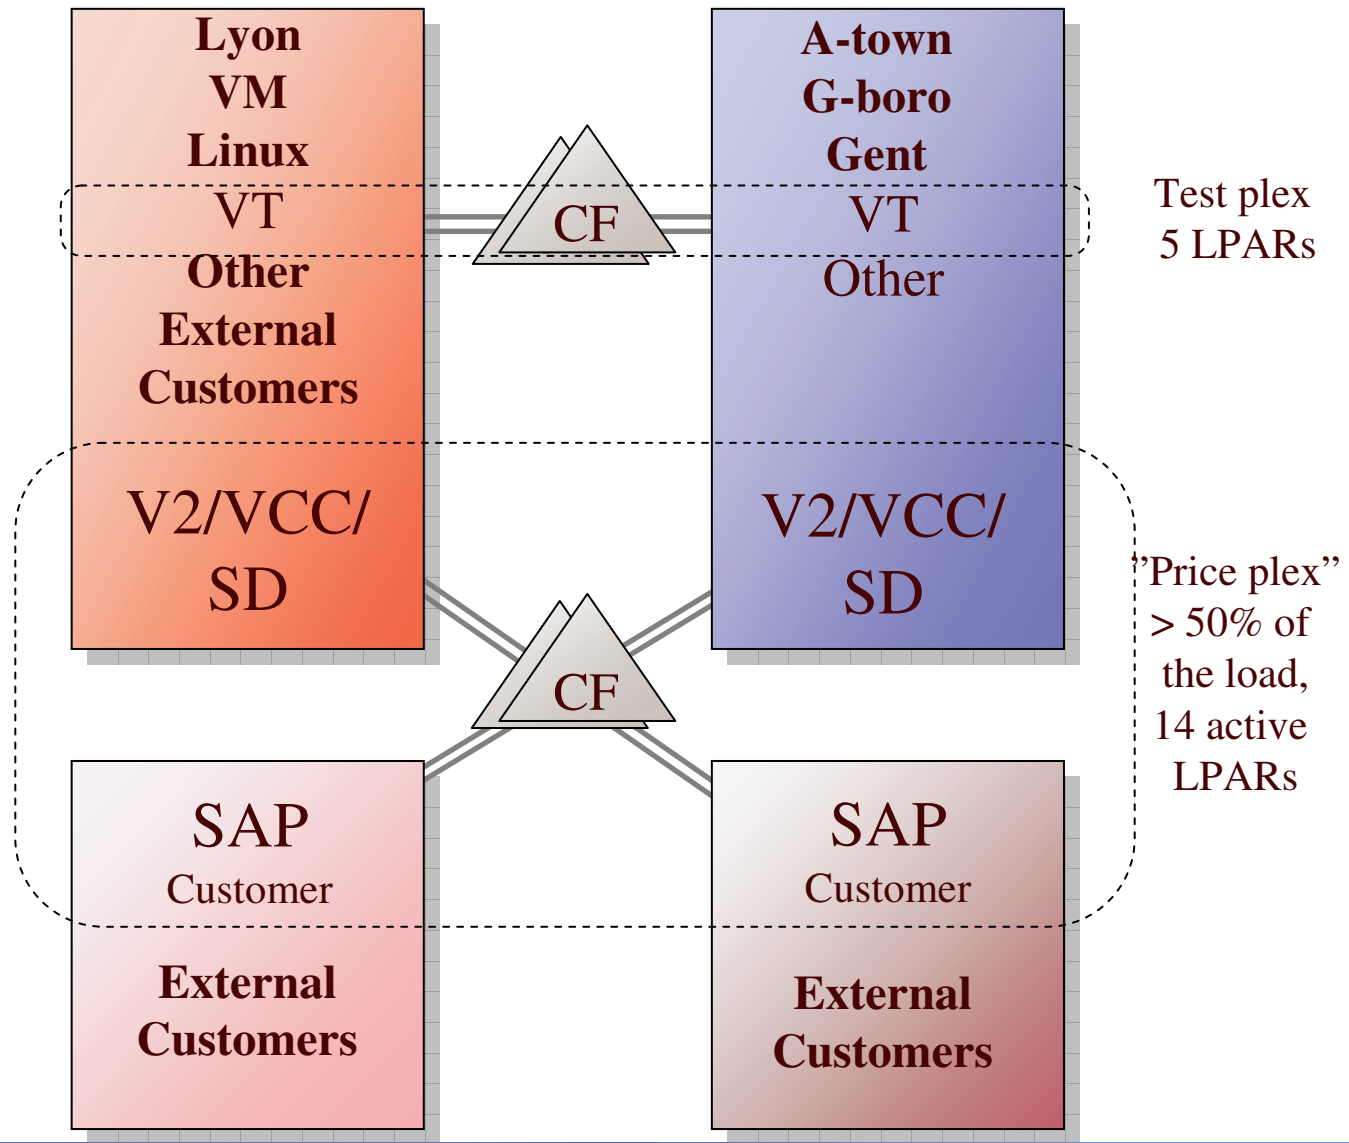 Lyon
VM
Linux
VT
Other
External
Customers
V2/VCC/
SD
CF
A-town
G-boro
Gent
VT
Other
V2/VCC/
SD
Test plex
5 LPARs
CF
”Price plex”
> 50% of
the load,
14 active
LPARs
SAP
Customer
External
Customers
SAP
Customer
External
Customers